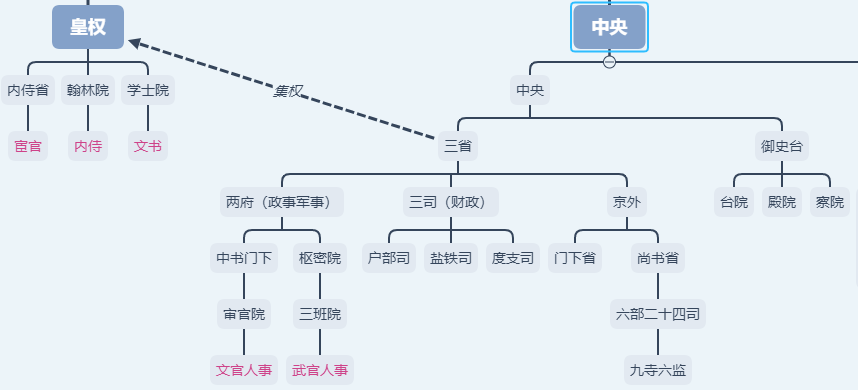 皇权
中央
内侍省 翰林院 学士院
中央
集权
宦官 内侍 文书
三省
御史台
两府（政事军事）
三司（财政）
京外
台院 殿院 察院
中书门下 枢密院
户部司 盐铁司 度支司
门下省 尚书省
审官院 三班院
六部二十四司
文官人事 武官人事
九寺六监